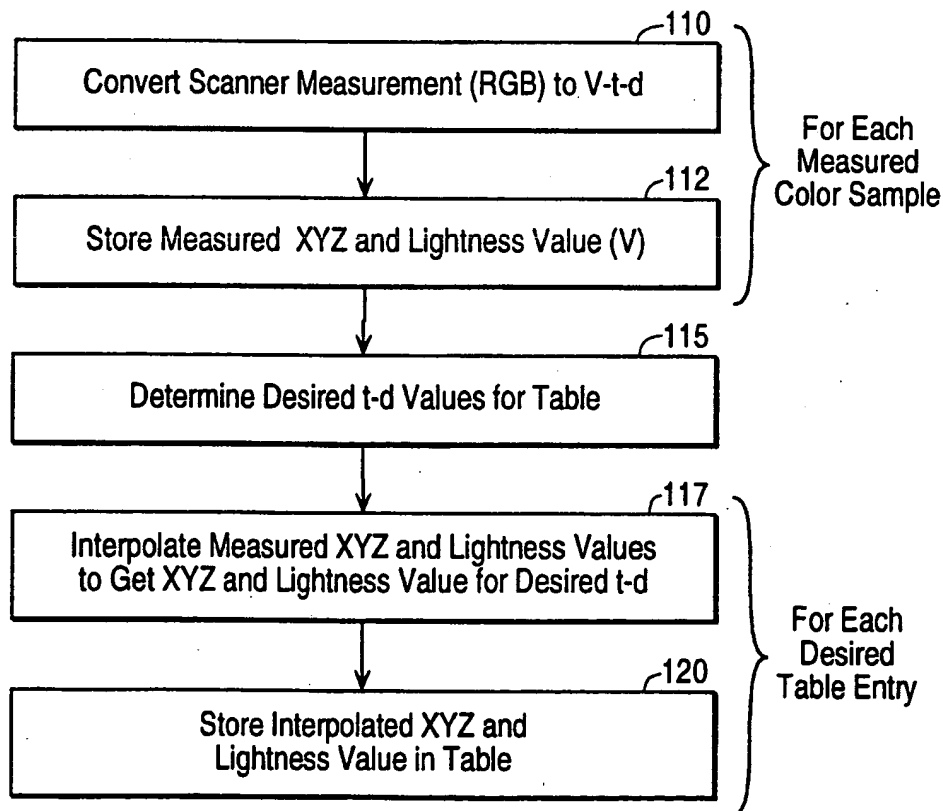 110
Convert Scanner Measurement (RGB) to V-t-d
112
Store Measured XYZ and Lightness Value (V)
For Each
Measured
Color Sample
115
Determine Desired t-d Values for Table
117
Interpolate Measured XYZ and Lightness Values
to Get XYZ and Lightness Value for Desired t-d
120
Store Interpolated XYZ and
Lightness Value in Table
For Each
Desired
Table Entry